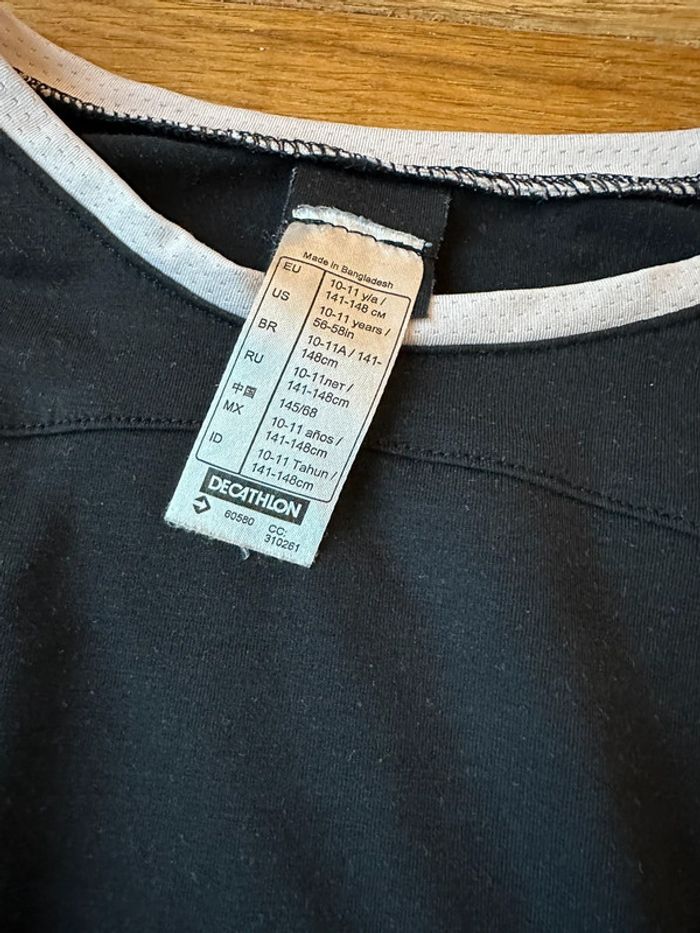 Made in Bangladesh
EU 10-11 y/a /
141-148 см
US 10-11 years /
56-58in
BR 10-11A / 141-
148cm
RU 10-11лет /
141-148cm
中国 145/68
MX 10-11 años /
141-148cm
ID 10-11 Tahun /
141-148cm
DECATHLON
60580 CC:
310261